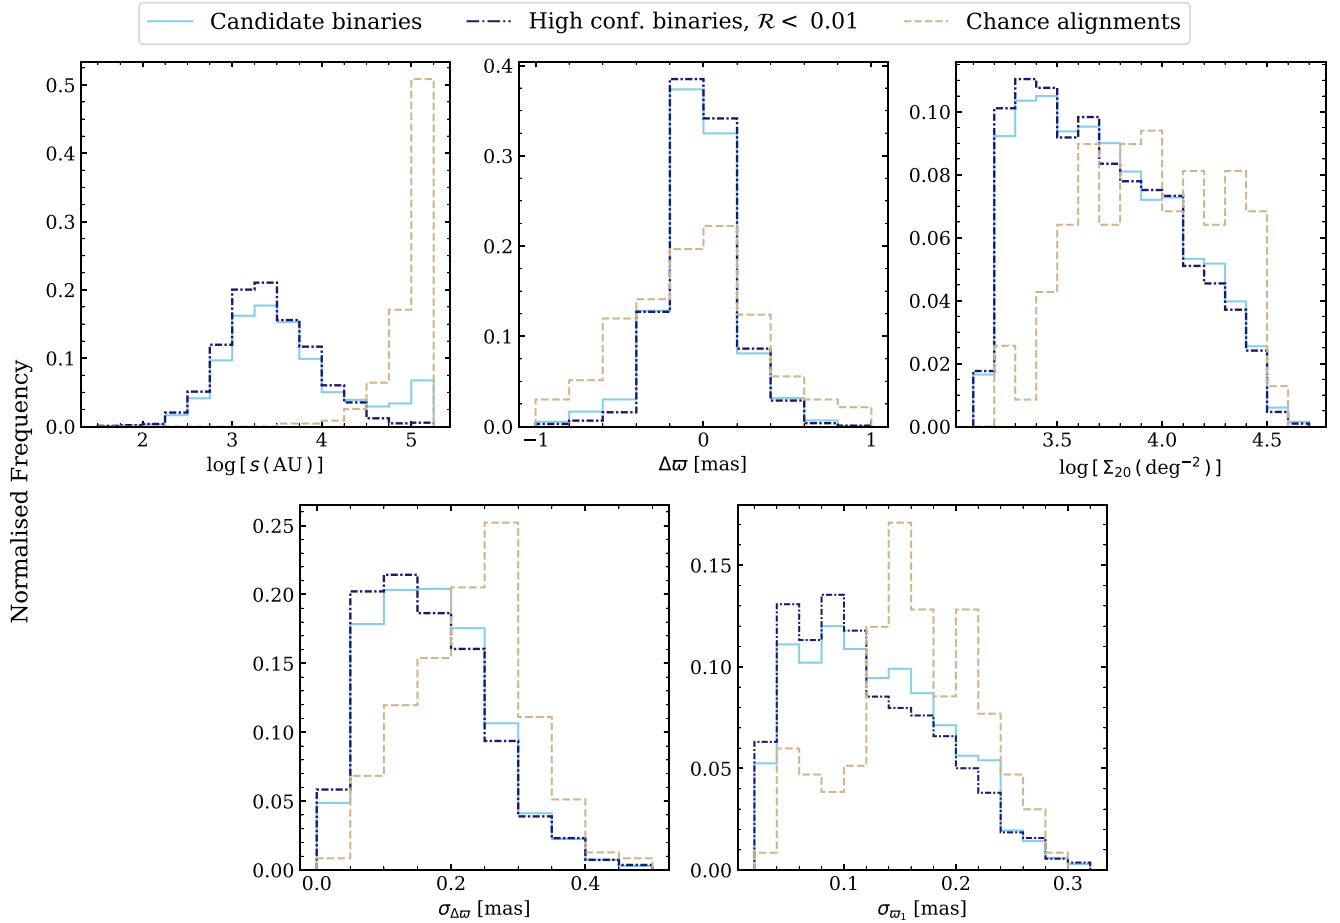 Candidate binaries   High conf. binaries, ℛ < 0.01   Chance alignments
0.5
0.4
0.3
0.2
0.1
0.0
2 3 4 5
log [ s (AU) ]
0.4
0.3
0.2
0.1
0.0
−1 0 1
Δϖ [mas]
0.10
0.08
0.06
0.04
0.02
0.00
3.5 4.0 4.5
log [ Σ₂₀ (deg⁻²) ]
Normalised Frequency
0.25
0.20
0.15
0.10
0.05
0.00
0.0 0.2 0.4
σ_Δϖ [mas]
0.15
0.10
0.05
0.00
0.1 0.2 0.3
σ_ϖ₁ [mas]